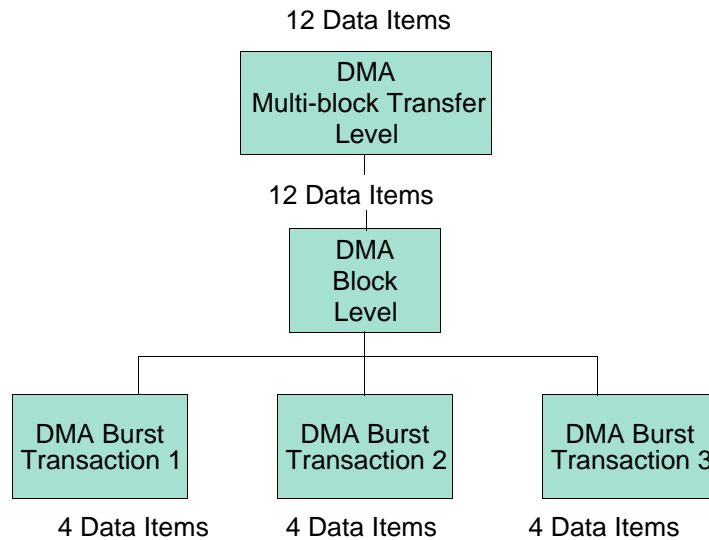 12 Data Items
DMA
Multi-block Transfer
Level
12 Data Items
DMA
Block
Level
DMA Burst
Transaction 1
DMA Burst
Transaction 2
DMA Burst
Transaction 3
4 Data Items
4 Data Items
4 Data Items